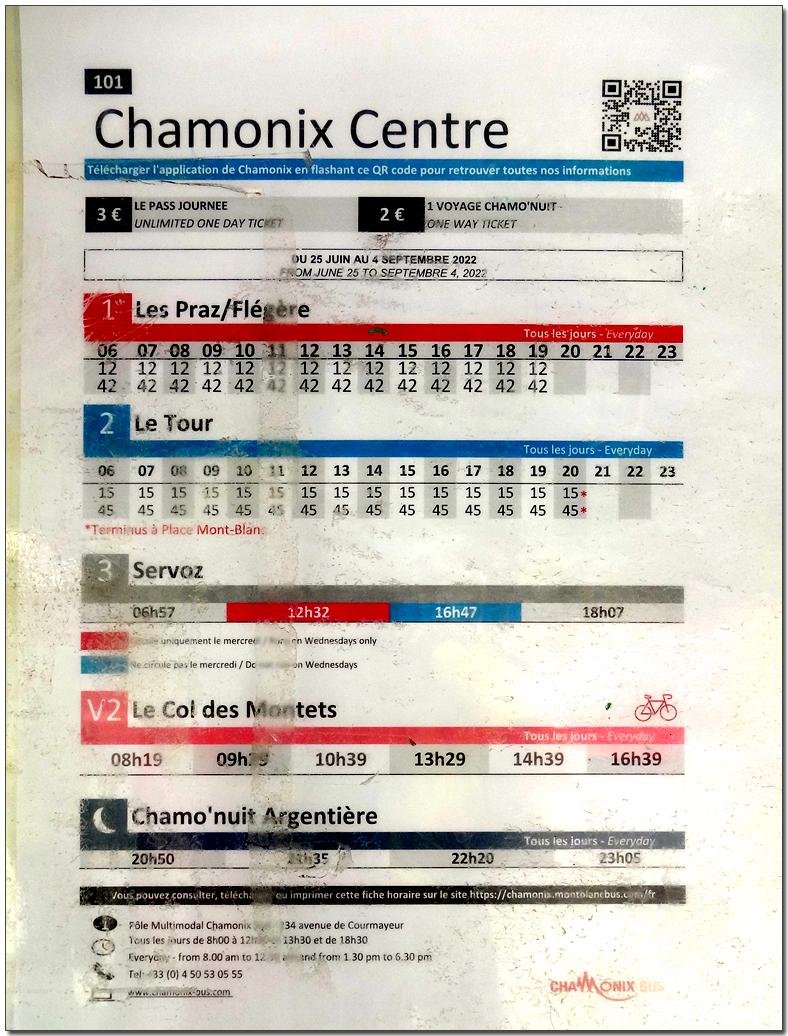 101
Chamonix Centre
Télécharger l'application de Chamonix en flashant ce QR code pour retrouver toutes nos informations
3 € LE PASS JOURNEE
UNLIMITED ONE DAY TICKET
2 € 1 VOYAGE CHAMO'NUIT -
ONE WAY TICKET
DU 25 JUIN AU 4 SEPTEMBRE 2022
FROM JUNE 25 TO SEPTEMBRE 4, 2022
1 Les Praz/Flégère
Tous les jours - Everyday
06 07 08 09 10 11 12 13 14 15 16 17 18 19 20 21 22 23
12 12 12 12 12 12 12 12 12 12 12 12 12 12
42 42 42 42 42 42 42 42 42 42 42 42 42 42
2 Le Tour
Tous les jours - Everyday
06 07 08 09 10 11 12 13 14 15 16 17 18 19 20 21 22 23
15 15 15 15 15 15 15 15 15 15 15 15 15 15 15*
45 45 45 45 45 45 45 45 45 45 45 45 45 45 45*
*Terminus à Place Mont-Blanc
3 Servoz
06h57 12h32 16h47 18h07
uniquement le mercredi / on Wednesdays only
Ne circule pas le mercredi / on Wednesdays
V2 Le Col des Montets
Tous les jours - Everyday
08h19 09h29 10h39 13h29 14h39 16h39
Chamo'nuit Argentière
Tous les jours - Everyday
20h50 21h35 22h20 23h05
Vous pouvez consulter, télécha ou imprimer cette fiche horaire sur le site https://chamonix.montblancbus.com/fr
Pôle Multimodal Chamonix 234 avenue de Courmayeur
Tous les jours de 8h00 à 13h30 et de 18h30
Everyday - from 8.00 am to and from 1.30 pm to 6.30 pm
Tel: +33 (0) 4 50 53 05 55
www.chamonix-bus.com
CHAMONIX BUS